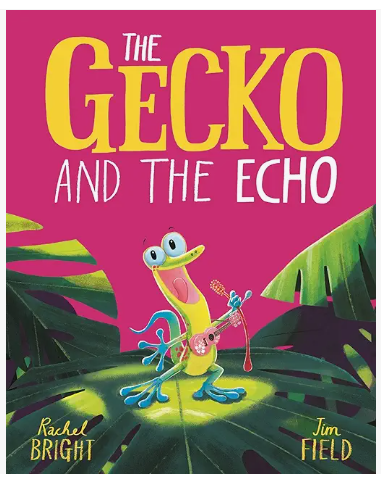 THE
GECKO
AND THE ECHO
Rachel
BRIGHT
Jim
FIELD